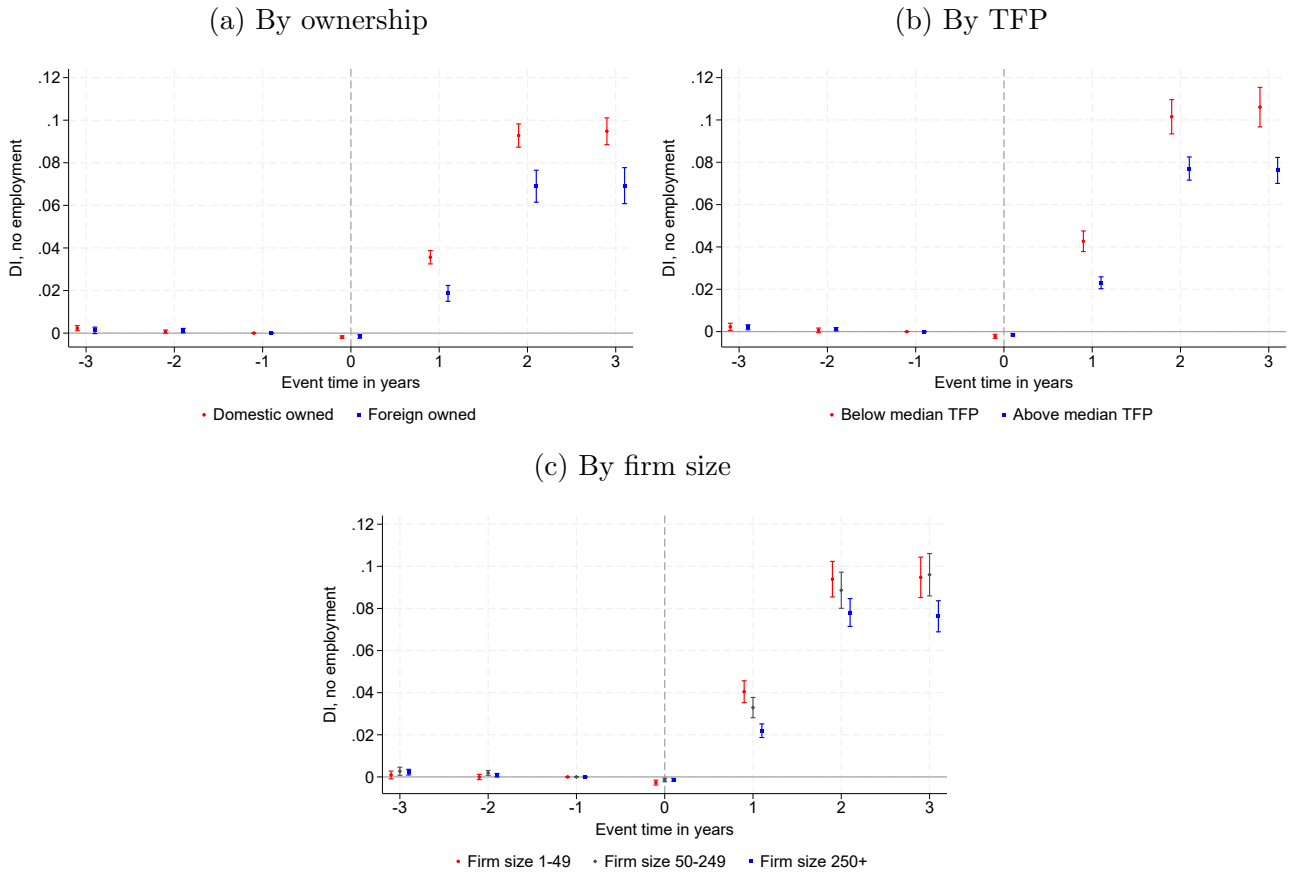 (a) By ownership
.12
.1
.08
.06
.04
.02
0
DI, no employment
-3 -2 -1 0 1 2 3
Event time in years
Domestic owned Foreign owned
(b) By TFP
.12
.1
.08
.06
.04
.02
0
DI, no employment
-3 -2 -1 0 1 2 3
Event time in years
Below median TFP Above median TFP
(c) By firm size
.12
.1
.08
.06
.04
.02
0
DI, no employment
-3 -2 -1 0 1 2 3
Event time in years
Firm size 1-49 Firm size 50-249 Firm size 250+